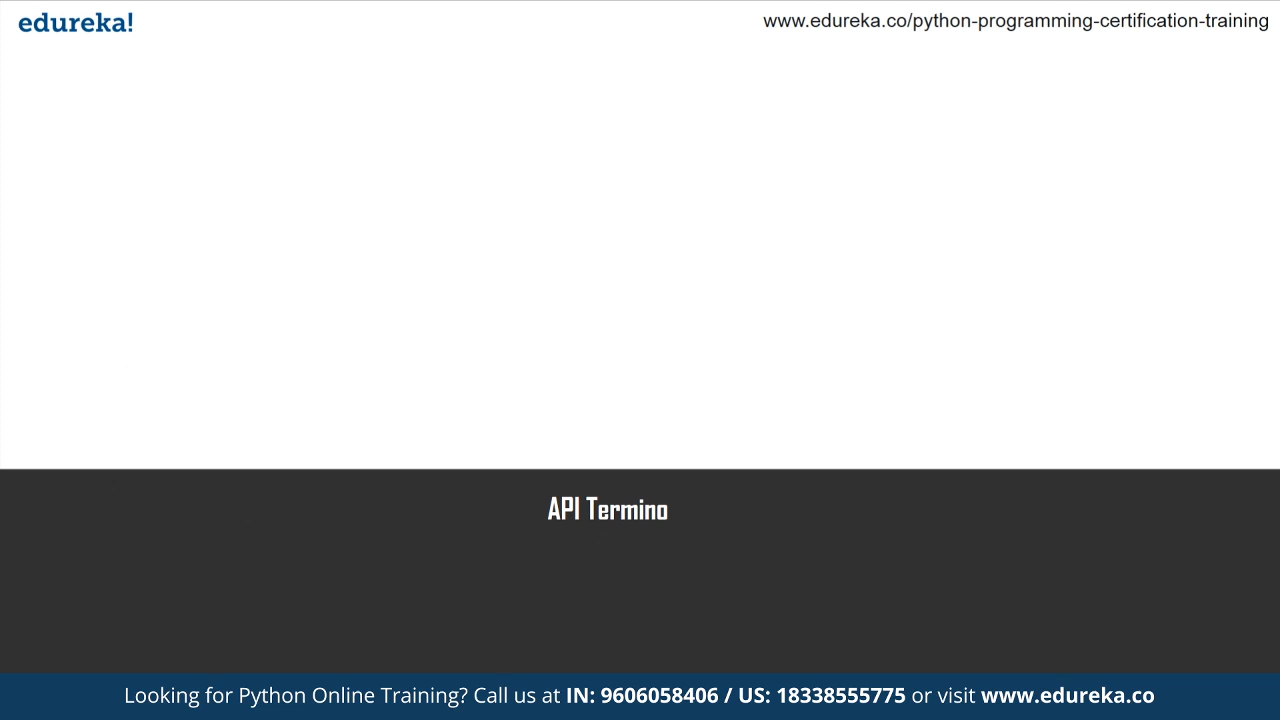 edureka!
www.edureka.co/python-programming-certification-training
API Termino
Looking for Python Online Training? Call us at IN: 9606058406 / US: 18338555775 or visit www.edureka.co